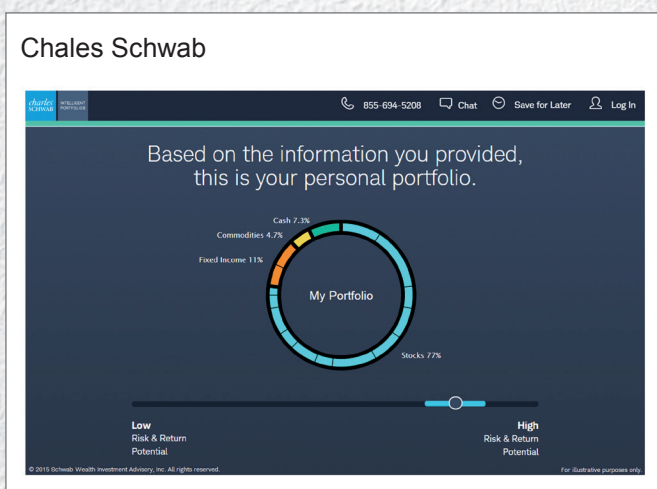 Chales Schwab
charles
SCHWAB
INTELLIGENT
PORTFOLIOS
855-694-5208 Chat Save for Later Log In
Based on the information you provided,
this is your personal portfolio.
Cash 7.3%
Commodities 4.7%
Fixed Income 11%
My Portfolio
Stocks 77%
Low
Risk & Return
Potential
High
Risk & Return
Potential
© 2015 Schwab Wealth Investment Advisory, Inc. All rights reserved.
For illustrative purposes only.